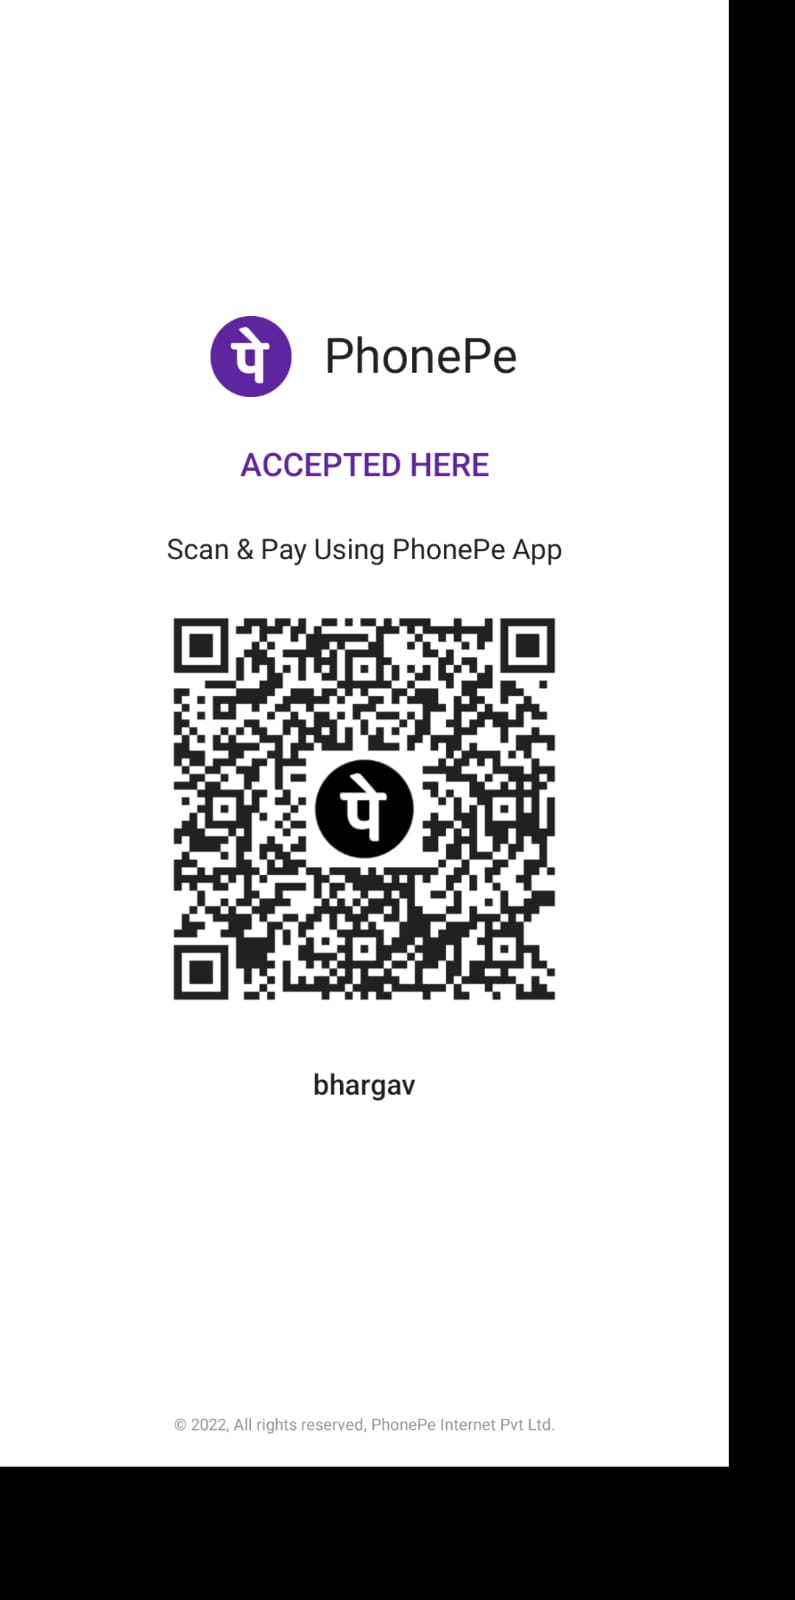 पे PhonePe
ACCEPTED HERE
Scan & Pay Using PhonePe App
पे
bhargav
© 2022, All rights reserved, PhonePe Internet Pvt Ltd.